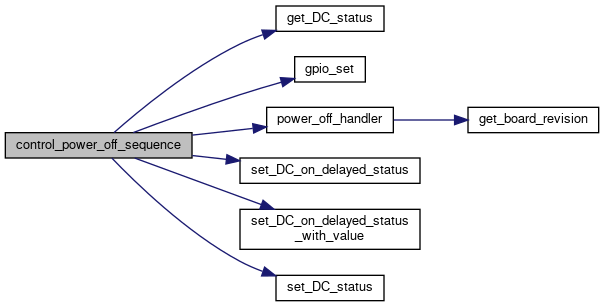 get_DC_status
gpio_set
power_off_handler
get_board_revision
control_power_off_sequence
set_DC_on_delayed_status
set_DC_on_delayed_status
_with_value
set_DC_status